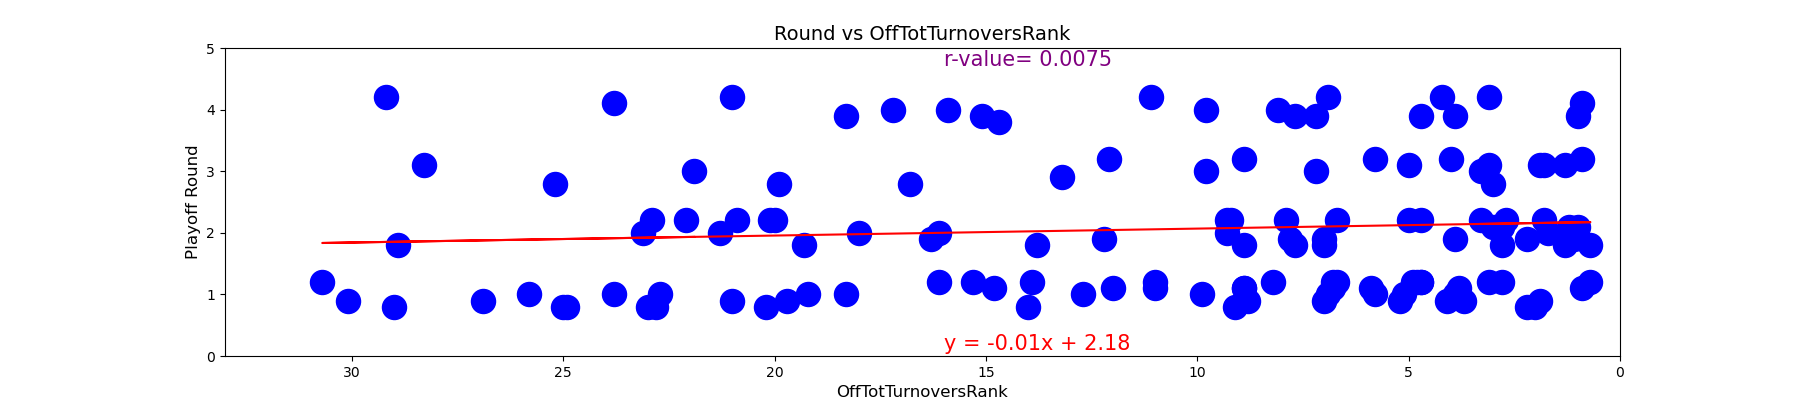 Round vs OffTotTurnoversRank
r-value= 0.0075
5
4
3
2
1
0
Playoff Round
y = -0.01x + 2.18
30 25 20 15 10 5 0
OffTotTurnoversRank